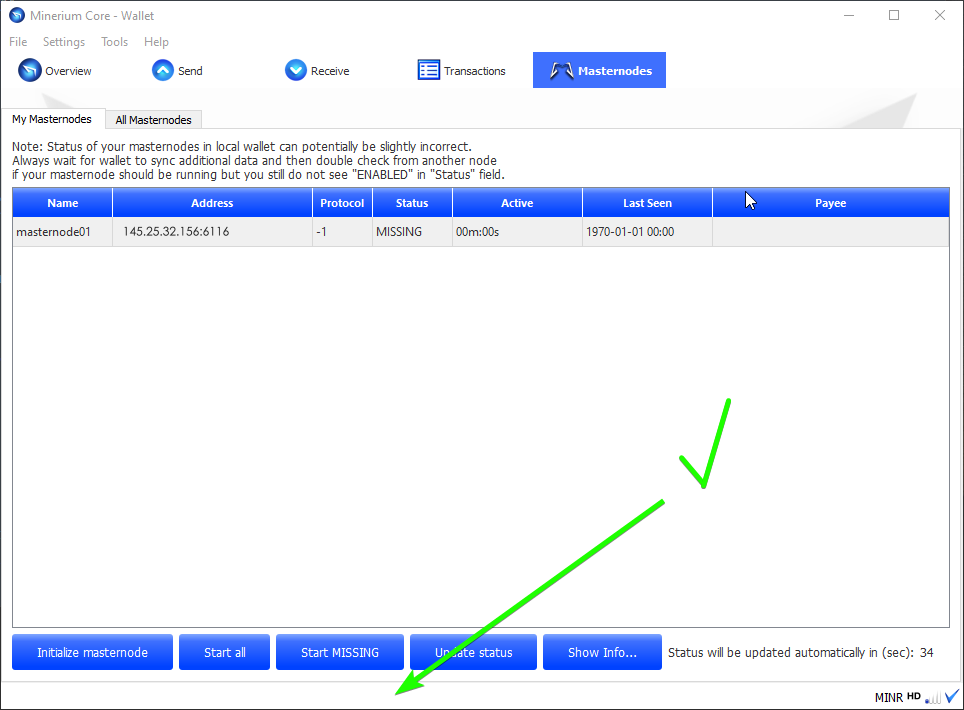 Minerium Core - Wallet
File Settings Tools Help
Overview Send Receive Transactions Masternodes
My Masternodes All Masternodes
Note: Status of your masternodes in local wallet can potentially be slightly incorrect.
Always wait for wallet to sync additional data and then double check from another node
if your masternode should be running but you still do not see "ENABLED" in "Status" field.
Name Address Protocol Status Active Last Seen Payee
masternode01 145.25.32.156:6116 -1 MISSING 00m:00s 1970-01-01 00:00
Initialize masternode Start all Start MISSING Update status Show Info... Status will be updated automatically in (sec): 34
MINR HD